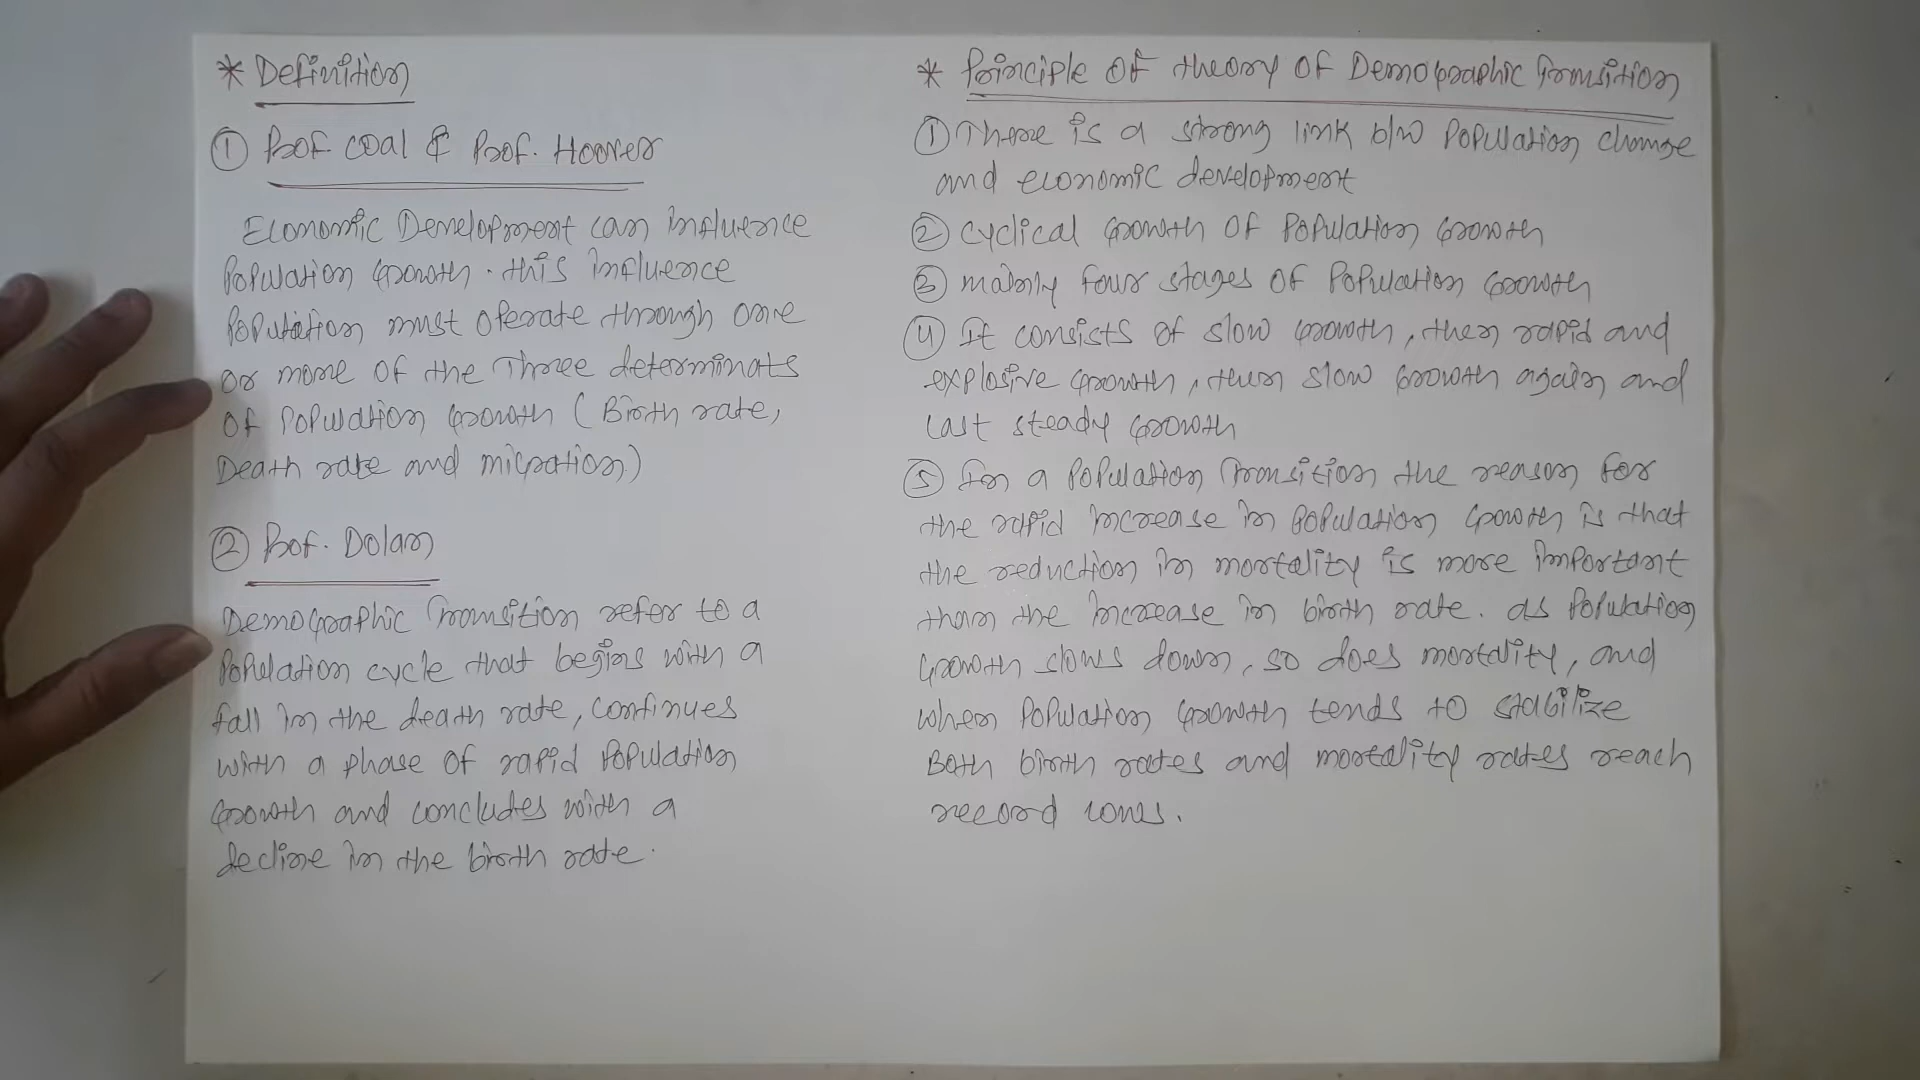 * Definition
① Prof. Coal & Prof. Hoover
Economic Development can influence
Population Growth. this influence
Population must operate through one
or more of the Three determinats
of Population Growth (Birth rate,
Death rate and migration)
② Prof. Dolan
Demographic Transition refer to a
Population cycle that begins with a
fall in the death rate, continues
with a phase of rapid Population
Growth and concludes with a
decline in the birth rate.
* Principle of theory of Demographic Transition
① There is a strong link b/w Population change
and economic development
② cyclical Growth of Population Growth
③ mainly four stages of Population Growth
④ It consists of slow Growth, then rapid and
explosive Growth, then slow Growth again and
last steady Growth
⑤ In a Population Transition the reason for
the rapid increase in Population Growth is that
the reduction in mortality is more important
than the increase in birth rate. as Population
Growth slows down, so does mortality, and
when Population Growth tends to stabilize
Both birth rates and mortality rates reach
record lows.